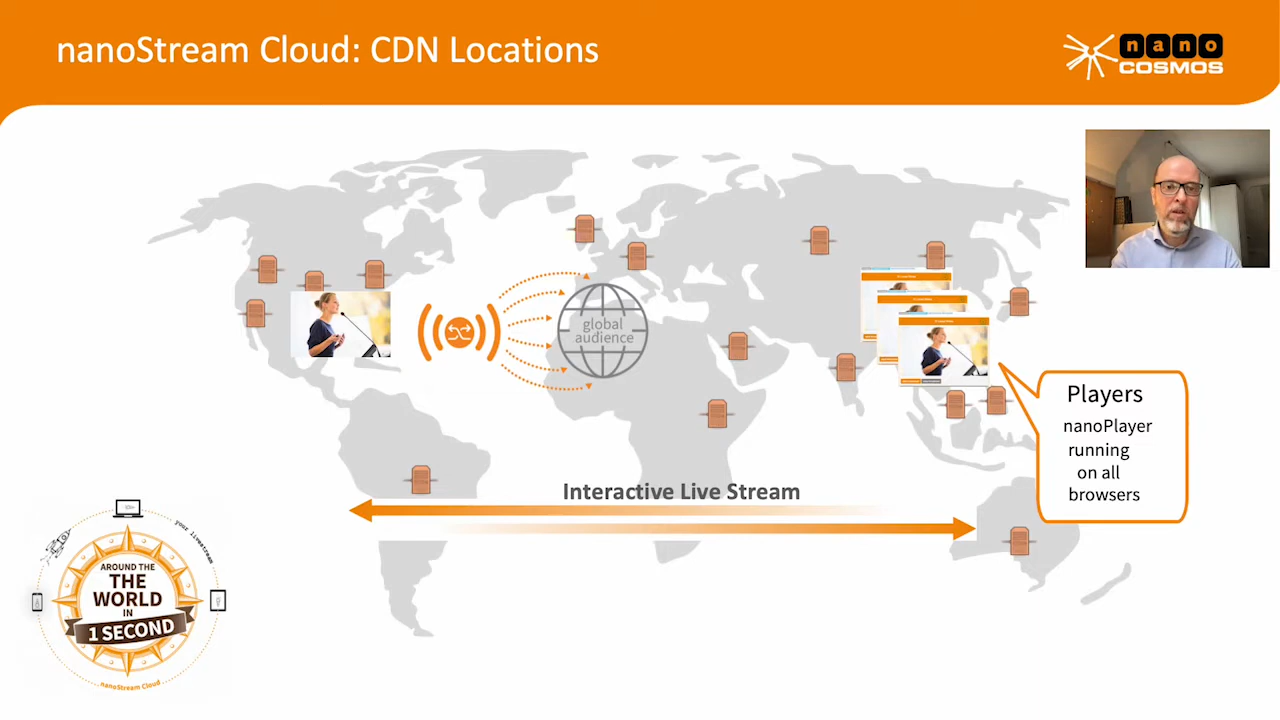 nanoStream Cloud: CDN Locations
nano
COSMOS
global
audience
Players
nanoPlayer
running
on all
browsers
Interactive Live Stream
your livestream
AROUND THE
THE
WORLD
IN
1 SECOND
nanoStream Cloud